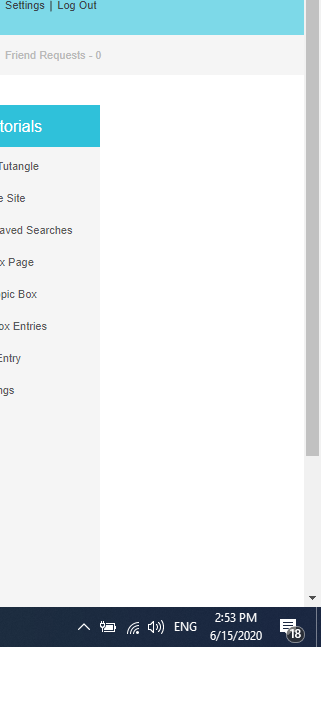 Settings | Log Out
Friend Requests - 0
torials
Tutangle
e Site
aved Searches
x Page
pic Box
ox Entries
Entry
ngs
2:53 PM
ENG
6/15/2020
18